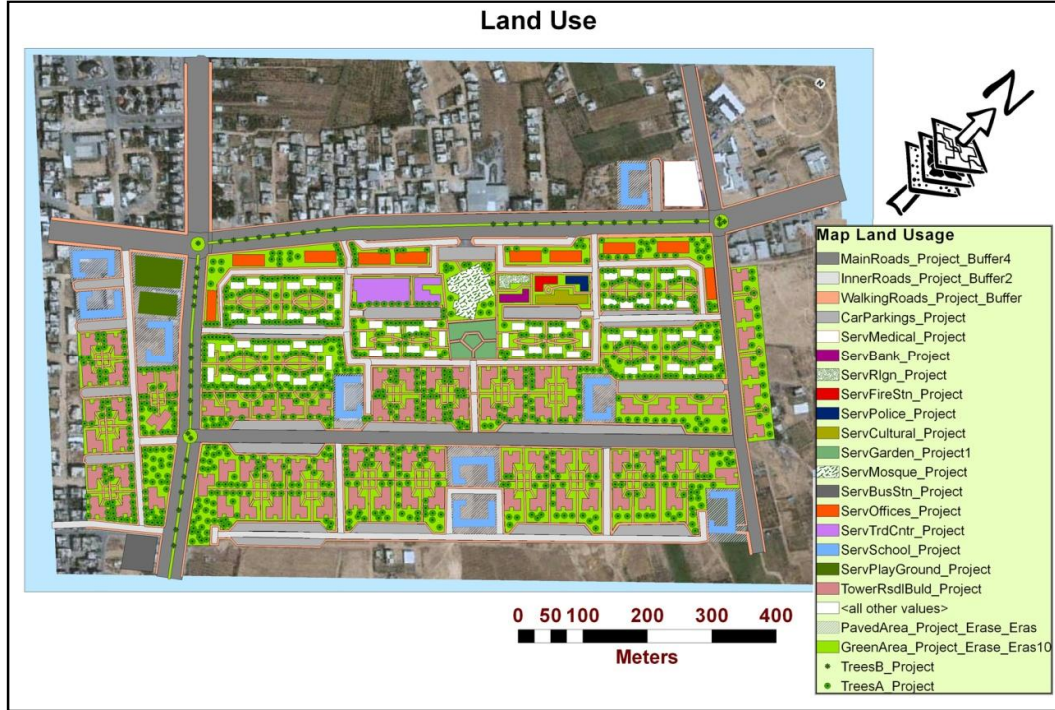 Land Use
N
N
Map Land Usage
MainRoads_Project_Buffer4
InnerRoads_Project_Buffer2
WalkingRoads_Project_Buffer
CarParkings_Project
ServMedical_Project
ServBank_Project
ServRlgn_Project
ServFireStn_Project
ServPolice_Project
ServCultural_Project
ServGarden_Project1
ServMosque_Project
ServBusStn_Project
ServOffices_Project
ServTrdCntr_Project
ServSchool_Project
ServPlayGround_Project
TowerRsdlBuld_Project
<all other values>
PavedArea_Project_Erase_Eras
GreenArea_Project_Erase_Eras10
TreesB_Project
TreesA_Project
0 50 100 200 300 400
Meters